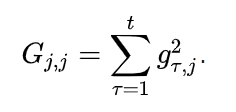 $G_{j,j} = \sum_{\tau=1}^{t} g_{\tau,j}^{2}.$